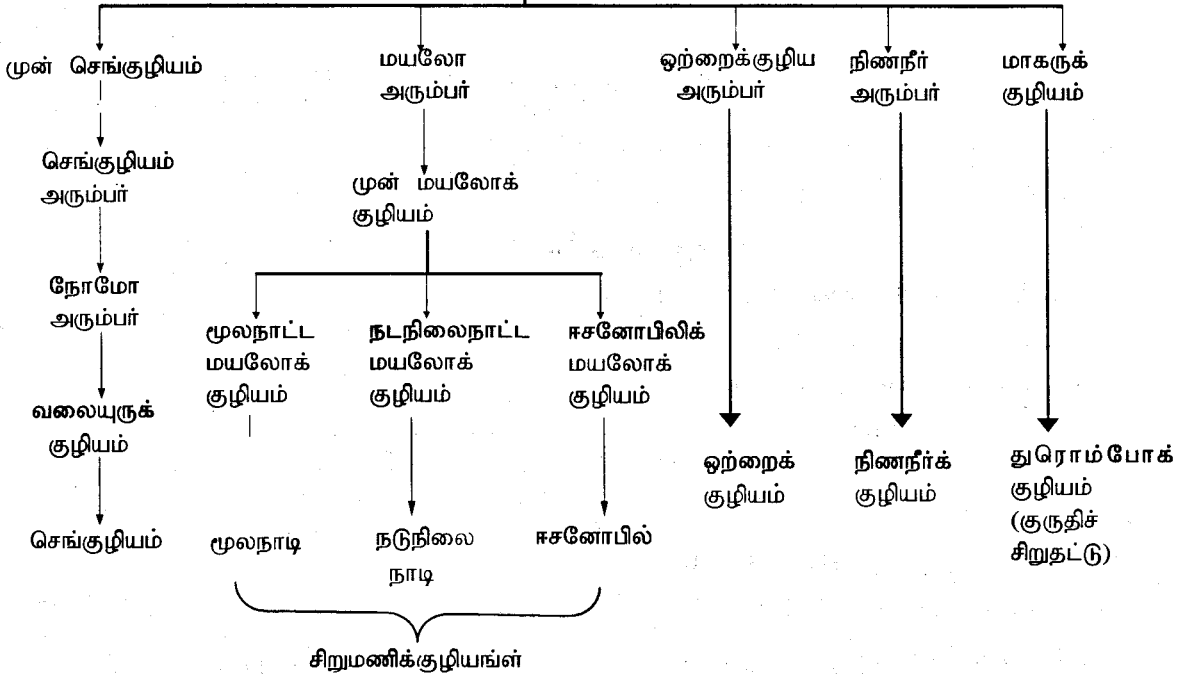 முன் செங்குழியம்
மயலோ
அரும்பர்
ஒற்றைக்குழிய
அரும்பர்
நிணநீர்
அரும்பர்
மாகருக்
குழியம்
செங்குழியம்
அரும்பர்
முன் மயலோக்
குழியம்
நோமோ
அரும்பர்
மூலநாட்ட
மயலோக்
குழியம்
நடநிலைநாட்ட
மயலோக்
குழியம்
ஈசனோபிலிக்
மயலோக்
குழியம்
வலையுருக்
குழியம்
ஒற்றைக்
குழியம்
நிணநீர்க்
குழியம்
துரொம்போக்
குழியம்
(குருதிச்
சிறுதட்டு)
செங்குழியம்
மூலநாடி
நடுநிலை
நாடி
ஈசனோபில்
சிறுமணிக்குழியங்ள்